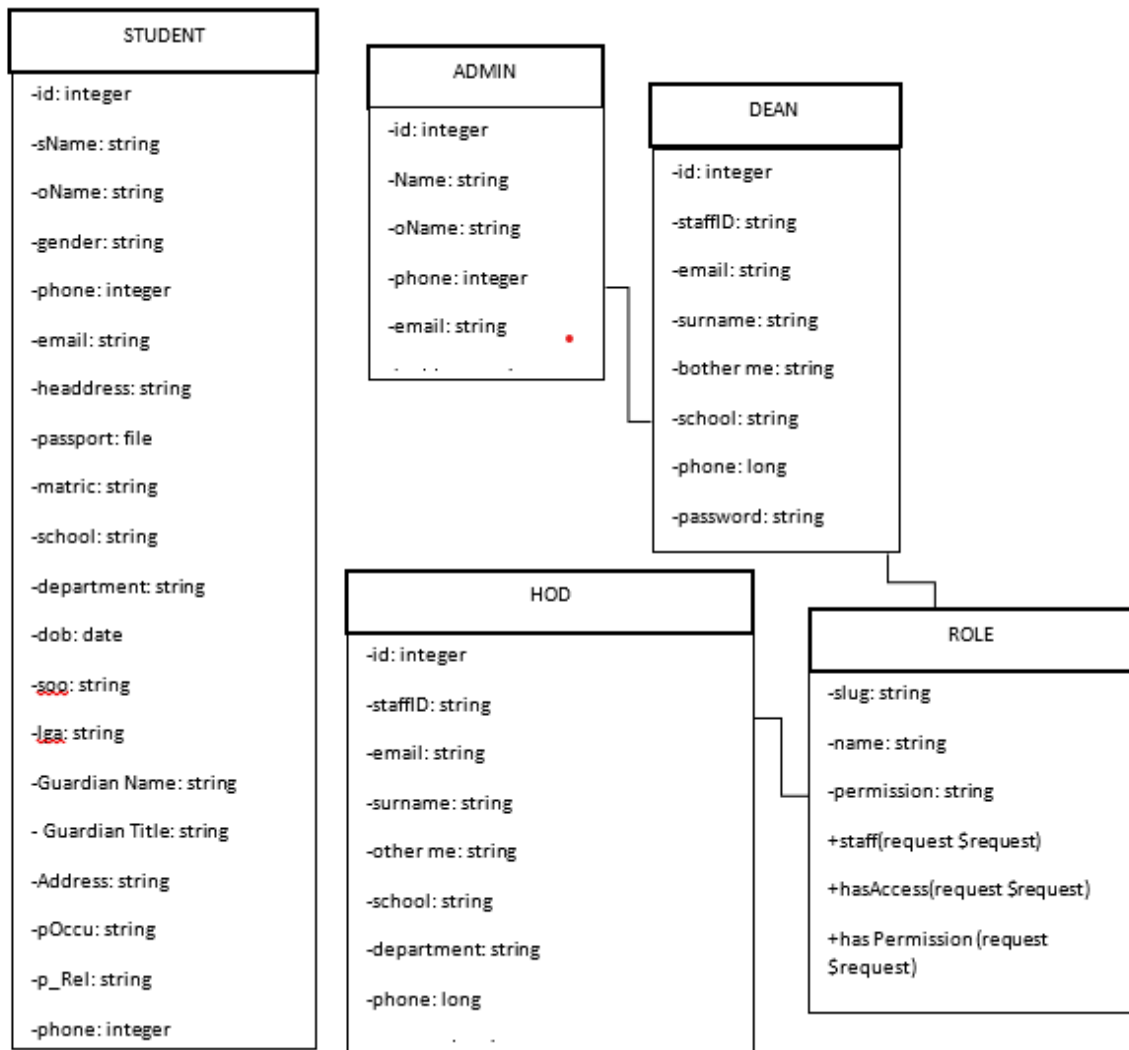 STUDENT
-id: integer
-sName: string
-oName: string
-gender: string
-phone: integer
-email: string
-headdress: string
-passport: file
-matric: string
-school: string
-department: string
-dob: date
-soo: string
-lga: string
-Guardian Name: string
- Guardian Title: string
-Address: string
-pOccu: string
-p_Rel: string
-phone: integer
ADMIN
-id: integer
-Name: string
-oName: string
-phone: integer
-email: string
DEAN
-id: integer
-staffID: string
-email: string
-surname: string
-bother me: string
-school: string
-phone: long
-password: string
HOD
-id: integer
-staffID: string
-email: string
-surname: string
-other me: string
-school: string
-department: string
-phone: long
ROLE
-slug: string
-name: string
-permission: string
+staff(request $request)
+hasAccess(request $request)
+has Permission (request
$request)